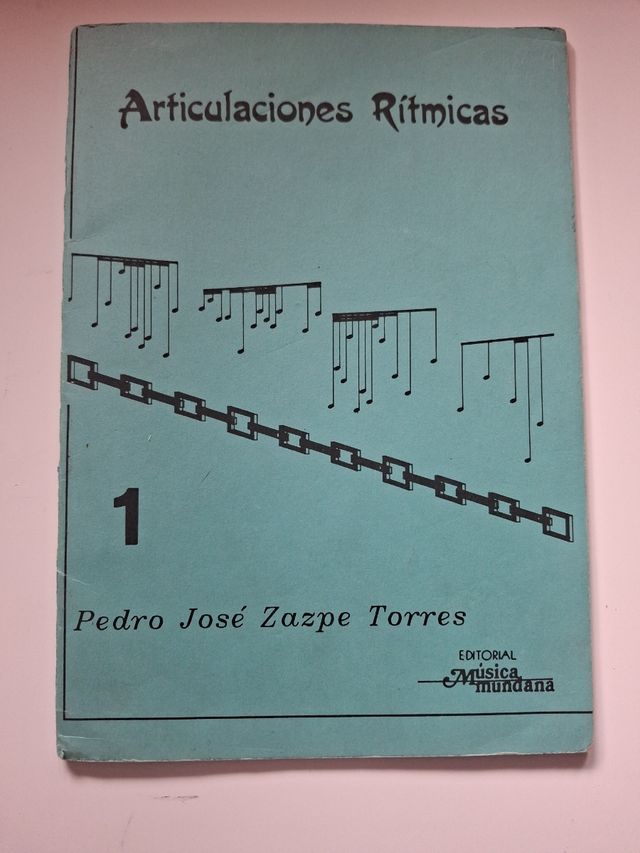 Articulaciones Rítmicas
1
Pedro José Zazpe Torres
EDITORIAL
Música
mundana